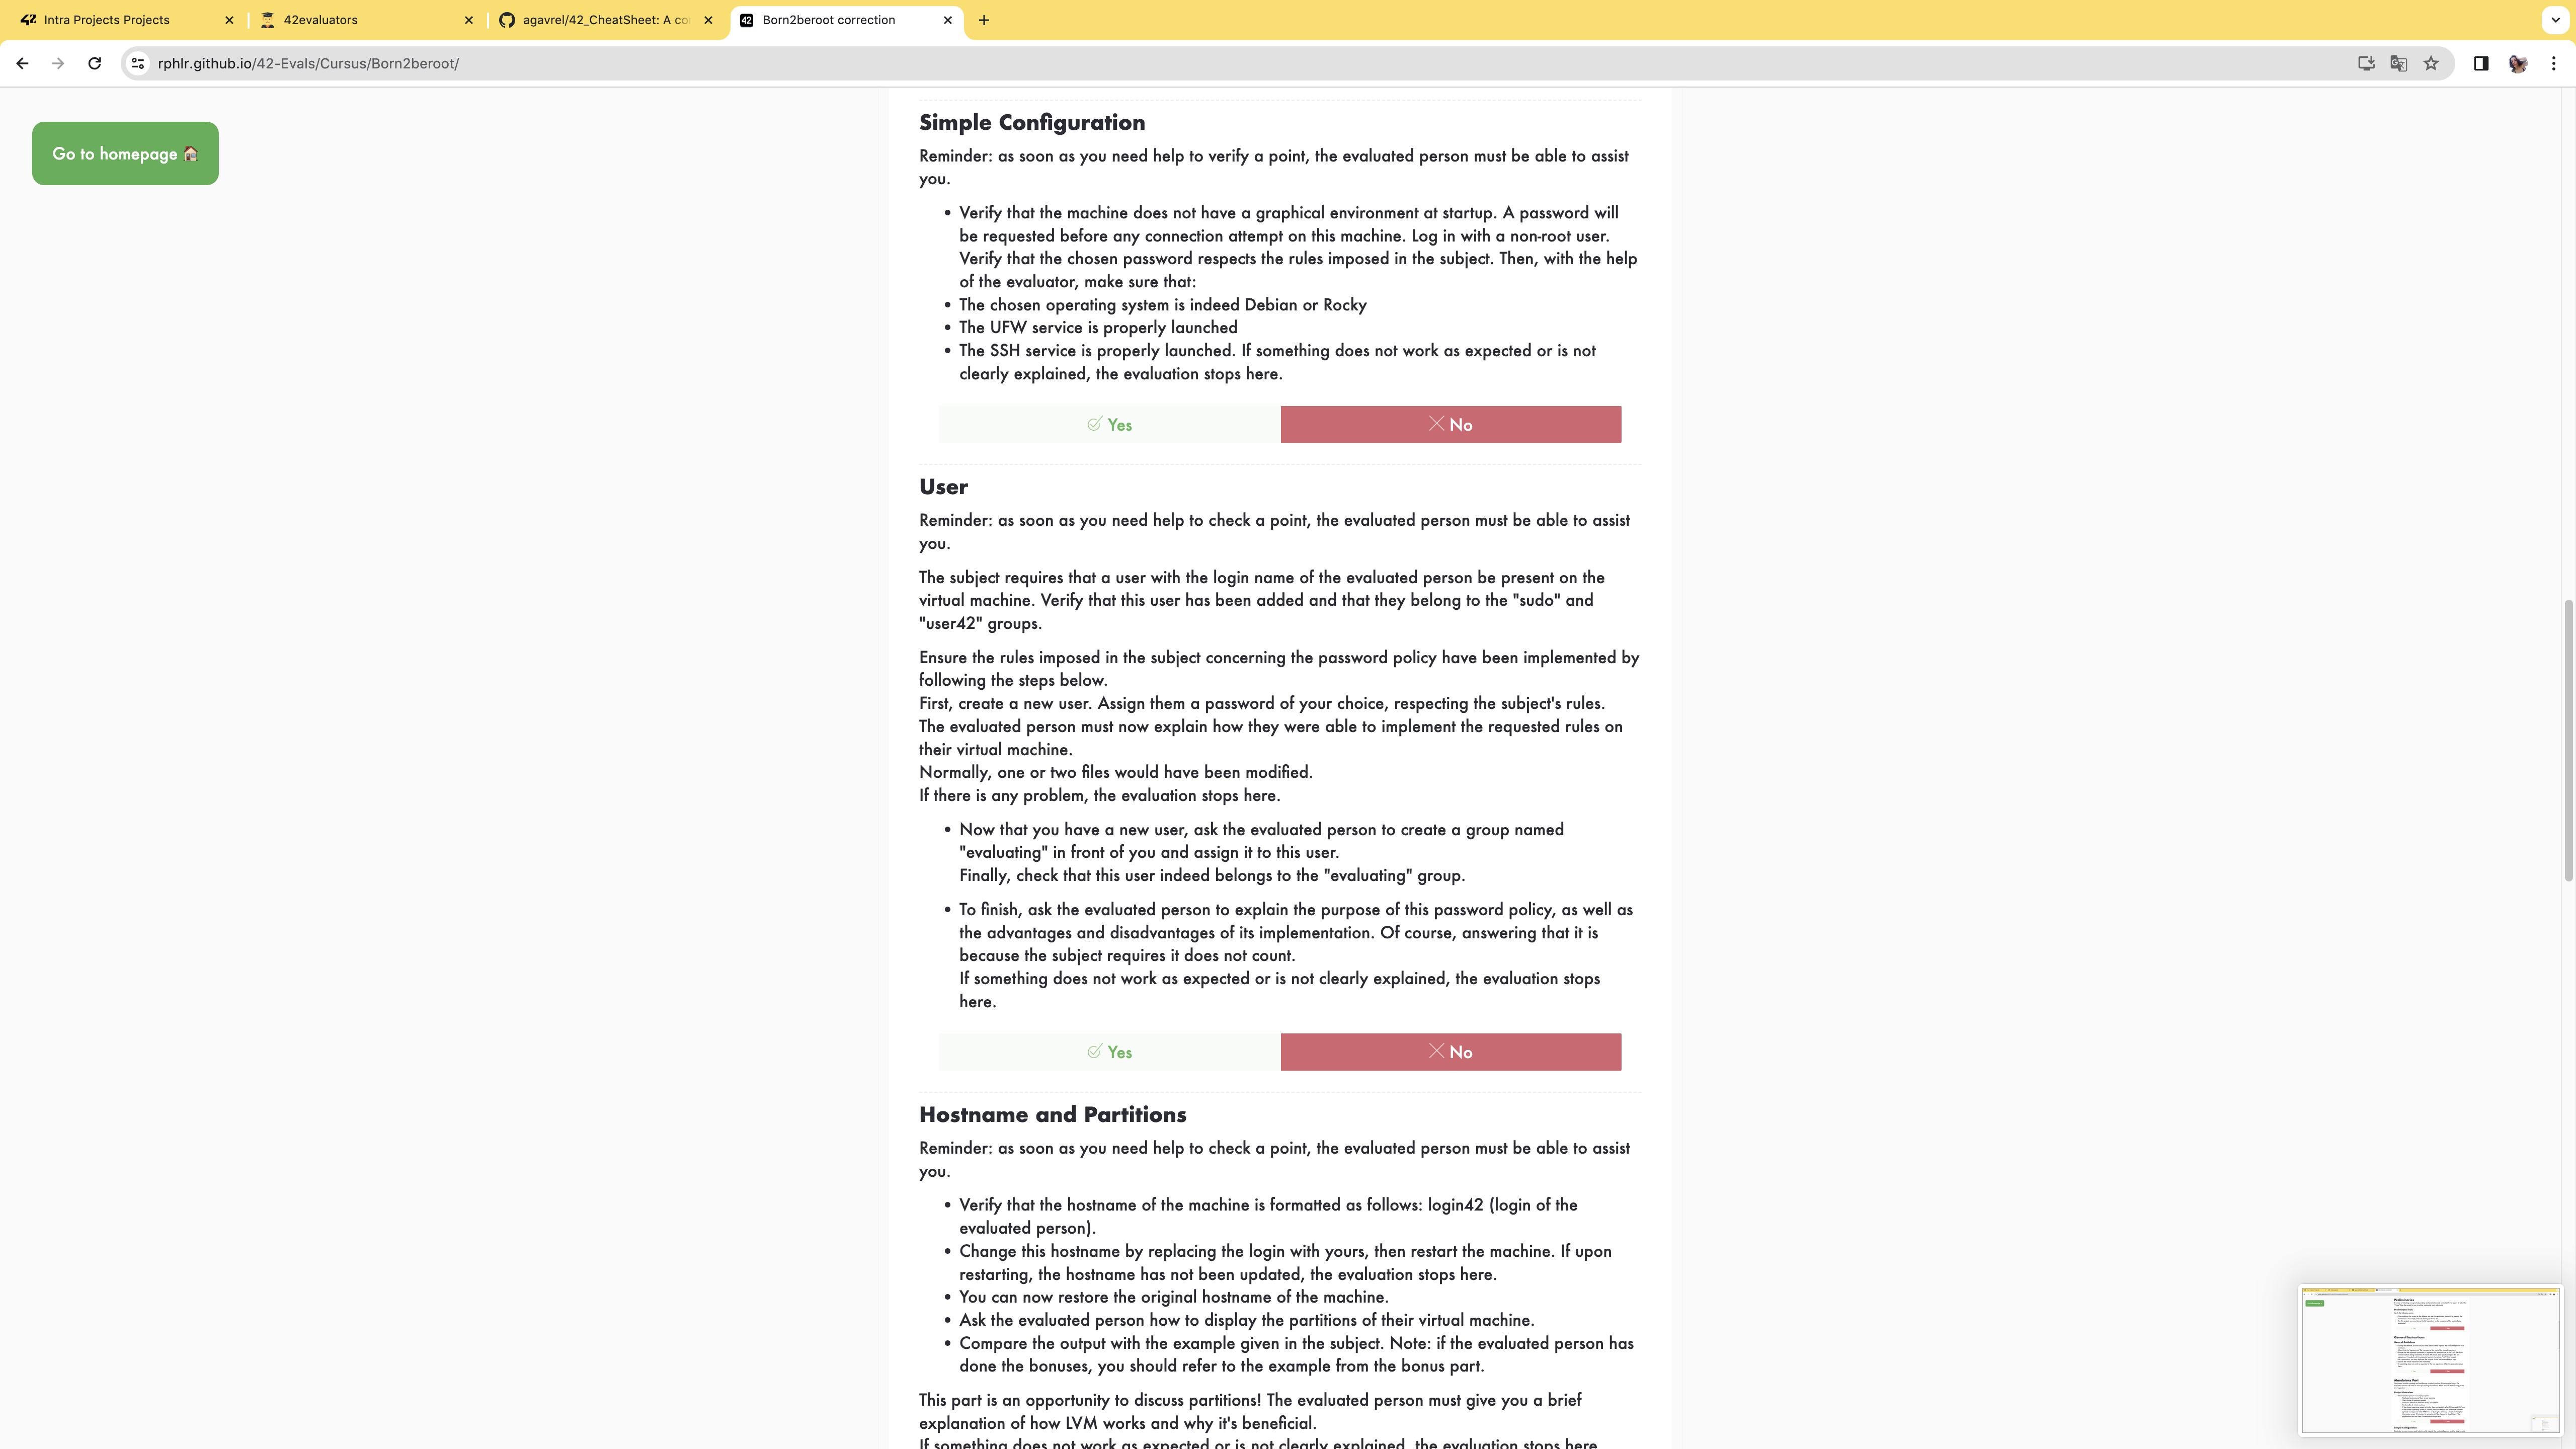 Intra Projects Projects
42evaluators
agavrel/42_CheatSheet: A co
Born2beroot correction
rphlr.github.io/42-Evals/Cursus/Born2beroot/
Go to homepage
Simple Configuration
Reminder: as soon as you need help to verify a point, the evaluated person must be able to assist
you.
• Verify that the machine does not have a graphical environment at startup. A password will
be requested before any connection attempt on this machine. Log in with a non-root user.
Verify that the chosen password respects the rules imposed in the subject. Then, with the help
of the evaluator, make sure that:
• The chosen operating system is indeed Debian or Rocky
• The UFW service is properly launched
• The SSH service is properly launched. If something does not work as expected or is not
clearly explained, the evaluation stops here.
Yes
No
User
Reminder: as soon as you need help to check a point, the evaluated person must be able to assist
you.
The subject requires that a user with the login name of the evaluated person be present on the
virtual machine. Verify that this user has been added and that they belong to the "sudo" and
"user42" groups.
Ensure the rules imposed in the subject concerning the password policy have been implemented by
following the steps below.
First, create a new user. Assign them a password of your choice, respecting the subject's rules.
The evaluated person must now explain how they were able to implement the requested rules on
their virtual machine.
Normally, one or two files would have been modified.
If there is any problem, the evaluation stops here.
• Now that you have a new user, ask the evaluated person to create a group named
"evaluating" in front of you and assign it to this user.
Finally, check that this user indeed belongs to the "evaluating" group.
• To finish, ask the evaluated person to explain the purpose of this password policy, as well as
the advantages and disadvantages of its implementation. Of course, answering that it is
because the subject requires it does not count.
If something does not work as expected or is not clearly explained, the evaluation stops
here.
Yes
No
Hostname and Partitions
Reminder: as soon as you need help to check a point, the evaluated person must be able to assist
you.
• Verify that the hostname of the machine is formatted as follows: login42 (login of the
evaluated person).
• Change this hostname by replacing the login with yours, then restart the machine. If upon
restarting, the hostname has not been updated, the evaluation stops here.
• You can now restore the original hostname of the machine.
• Ask the evaluated person how to display the partitions of their virtual machine.
• Compare the output with the example given in the subject. Note: if the evaluated person has
done the bonuses, you should refer to the example from the bonus part.
This part is an opportunity to discuss partitions! The evaluated person must give you a brief
explanation of how LVM works and why it's beneficial.
If something does not work as expected or is not clearly explained, the evaluation stops here.